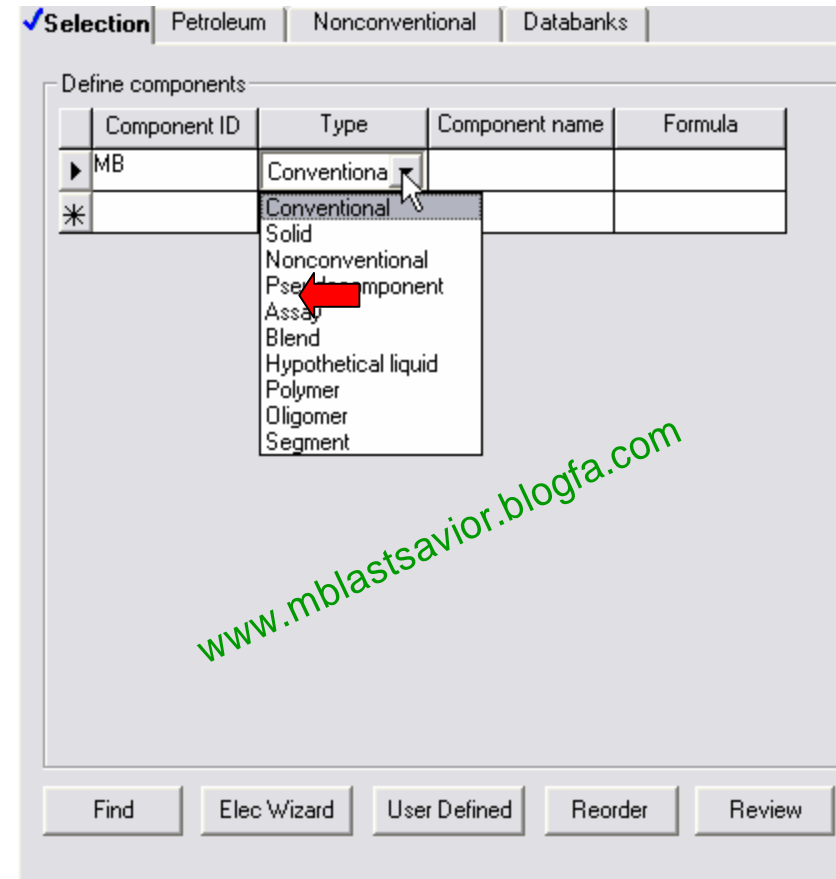 Selection Petroleum Nonconventional Databanks
Define components
Component ID Type Component name Formula
MB Conventiona
Conventional
Solid
Nonconventional
Pseudocomponent
Assay
Blend
Hypothetical liquid
Polymer
Oligomer
Segment
www.mblastsavior.blogfa.com
Find Elec Wizard User Defined Reorder Review